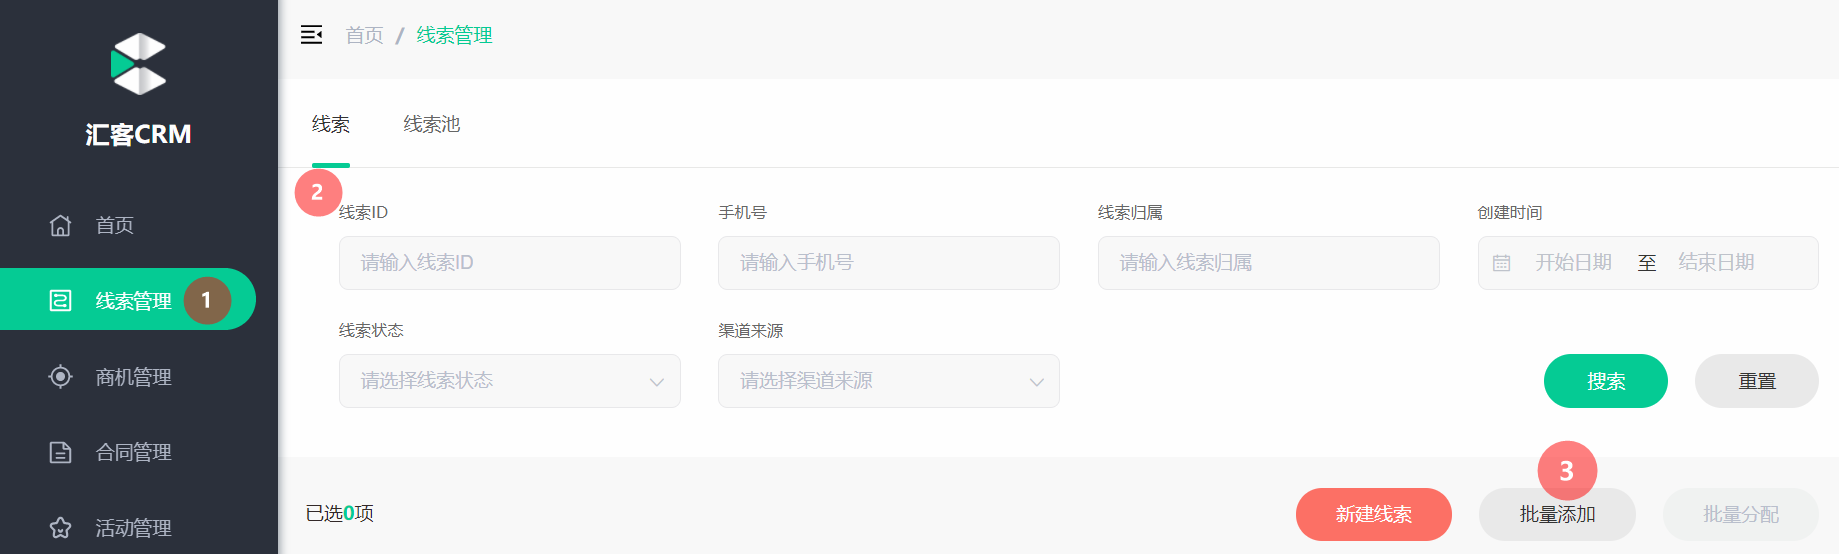 汇客CRM
首页
线索管理 1
商机管理
合同管理
活动管理
首页 / 线索管理
线索 线索池
2
线索ID 手机号 线索归属 创建时间
请输入线索ID 请输入手机号 请输入线索归属 开始日期 至 结束日期
线索状态 渠道来源
请选择线索状态 请选择渠道来源 搜索 重置
3
已选0项 新建线索 批量添加 批量分配